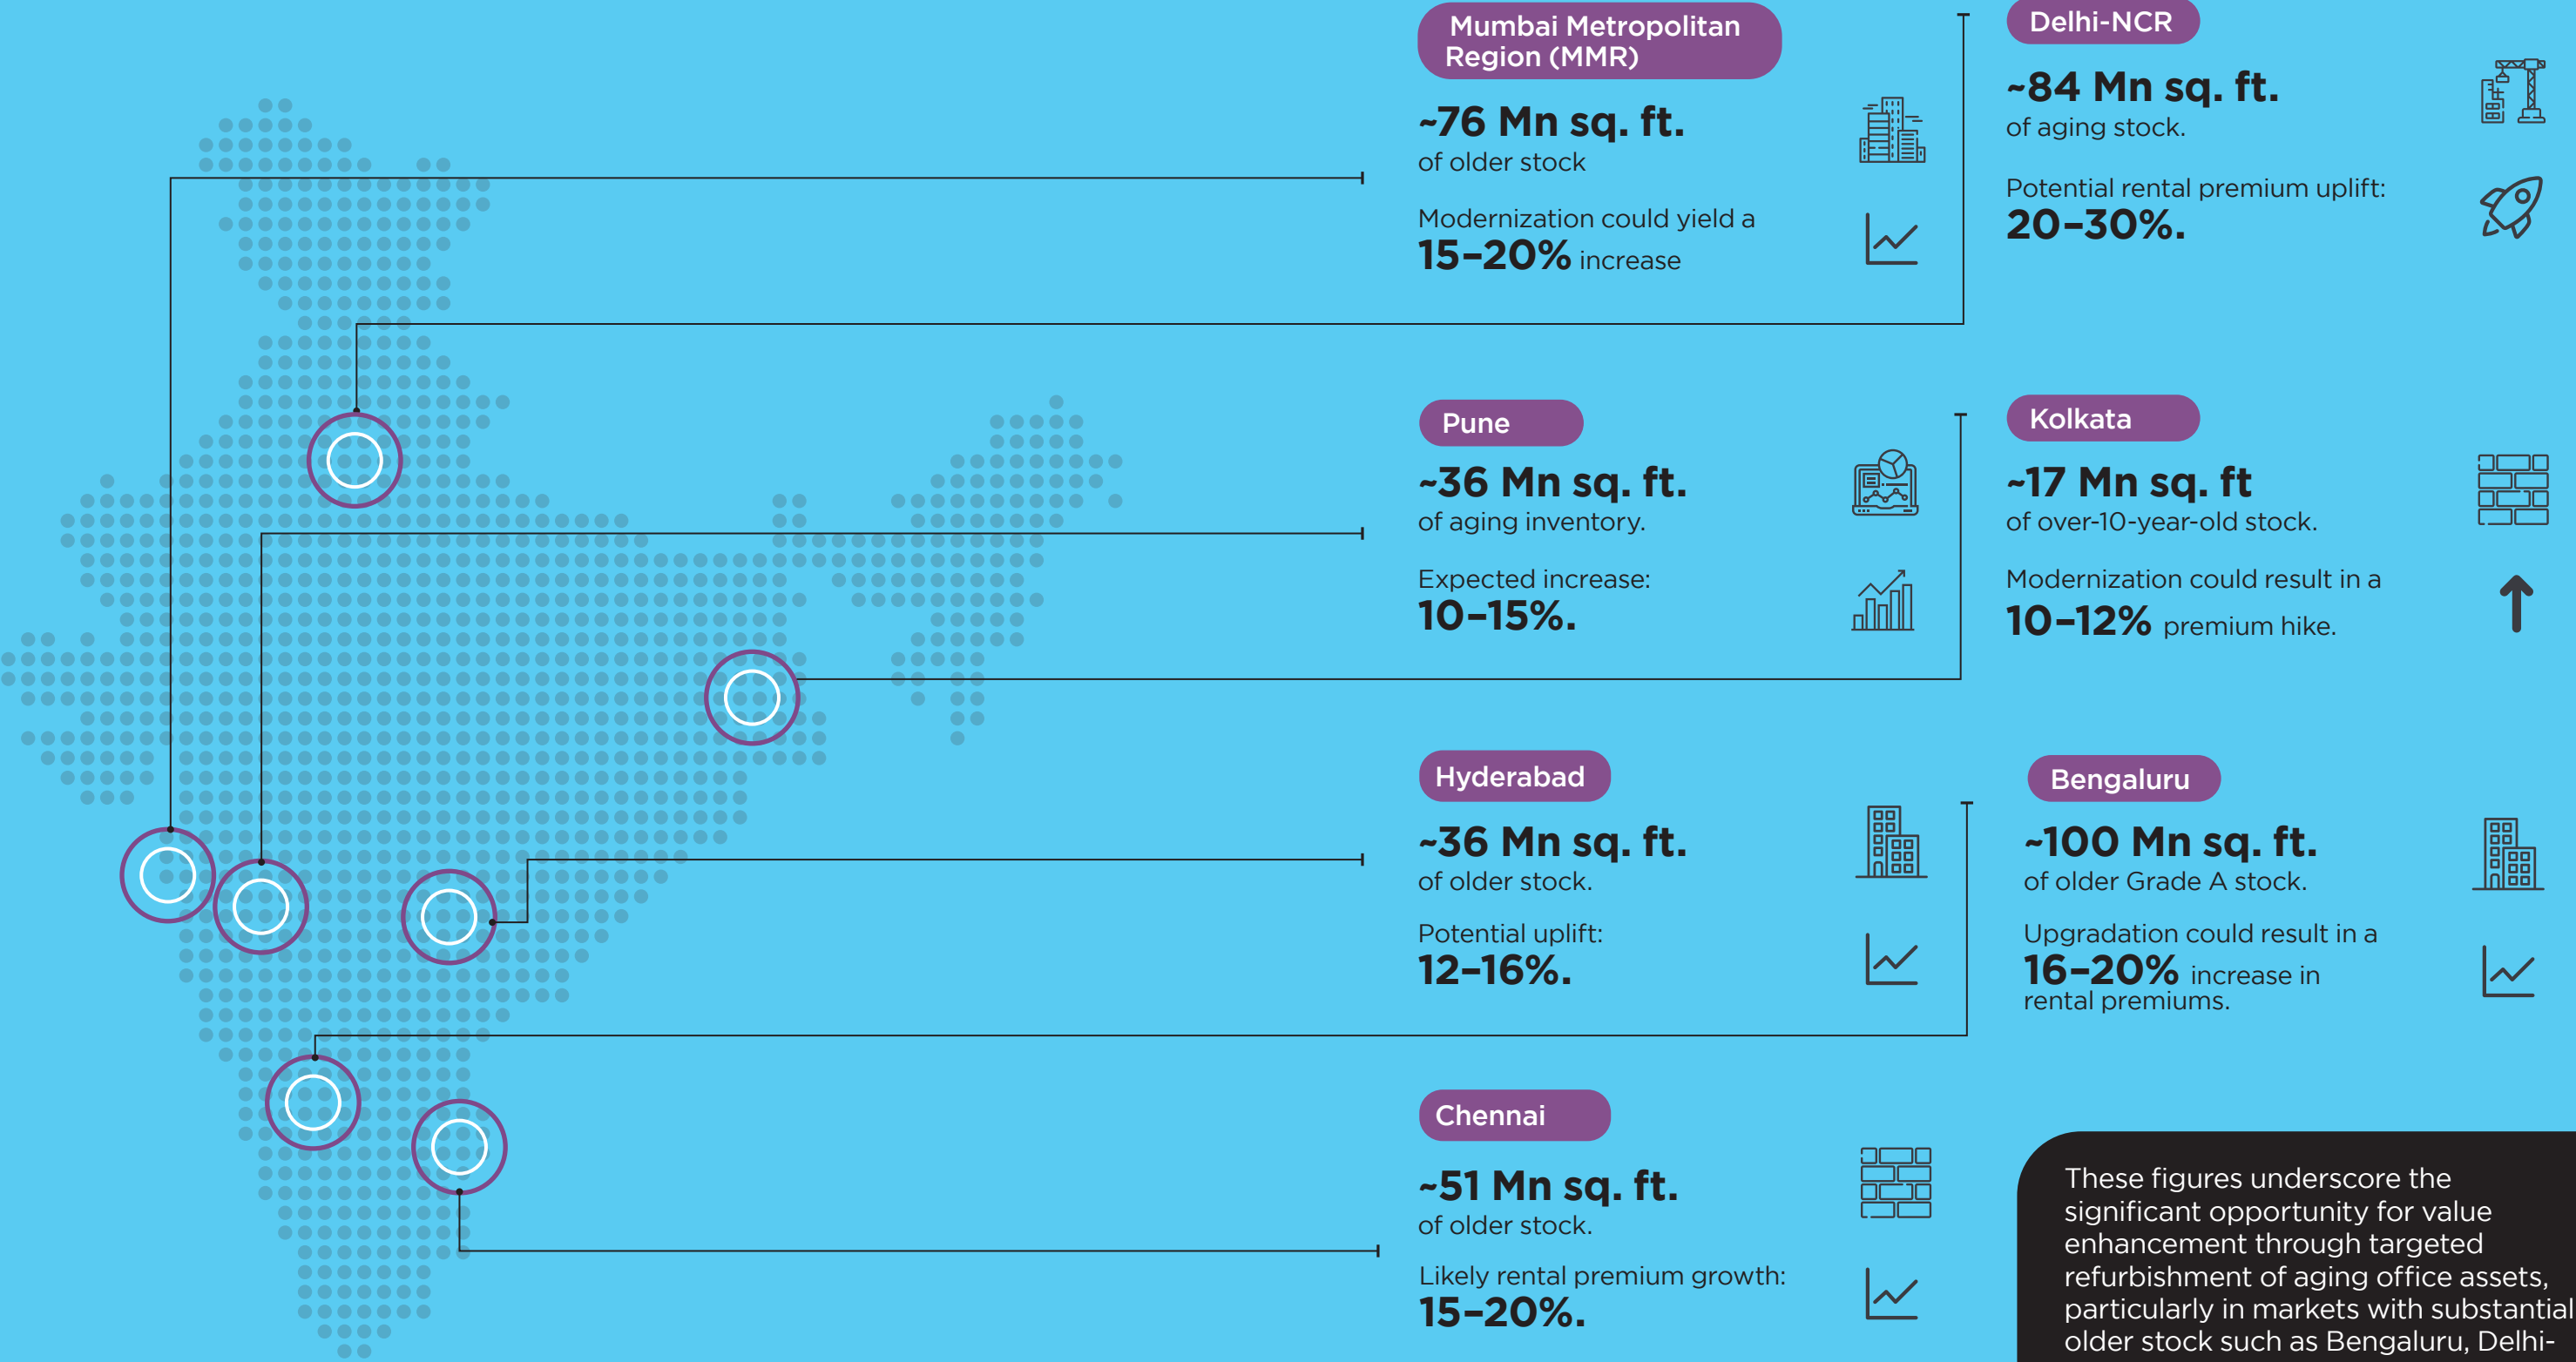 Mumbai Metropolitan
Region (MMR)
~76 Mn sq. ft.
of older stock
Modernization could yield a
15–20% increase
Delhi-NCR
~84 Mn sq. ft.
of aging stock.
Potential rental premium uplift:
20–30%.
Pune
~36 Mn sq. ft.
of aging inventory.
Expected increase:
10–15%.
Kolkata
~17 Mn sq. ft
of over-10-year-old stock.
Modernization could result in a
10–12% premium hike.
Hyderabad
~36 Mn sq. ft.
of older stock.
Potential uplift:
12–16%.
Bengaluru
~100 Mn sq. ft.
of older Grade A stock.
Upgradation could result in a
16–20% increase in
rental premiums.
Chennai
~51 Mn sq. ft.
of older stock.
Likely rental premium growth:
15–20%.
These figures underscore the
significant opportunity for value
enhancement through targeted
refurbishment of aging office assets,
particularly in markets with substantial
older stock such as Bengaluru, Delhi-